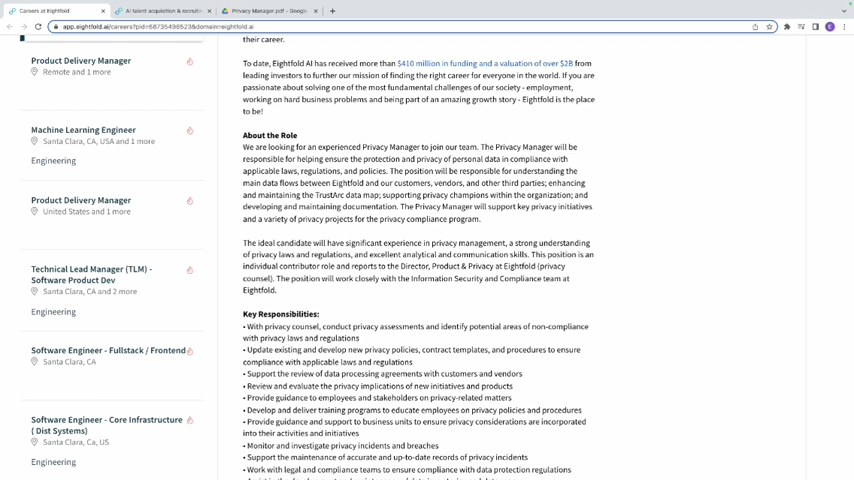 Careers at Eightfold
AI talent acquisition & recruitm
Privacy Manager.pdf - Google
app.eightfold.ai/careers?pid=68735496523&domain=eightfold.ai
E
Product Delivery Manager
Remote and 1 more
Machine Learning Engineer
Santa Clara, CA, USA and 1 more
Engineering
Product Delivery Manager
United States and 1 more
Technical Lead Manager (TLM) -
Software Product Dev
Santa Clara, CA and 2 more
Engineering
Software Engineer - Fullstack / Frontend
Santa Clara, CA
Software Engineer - Core Infrastructure
( Dist Systems)
Santa Clara, Ca, US
Engineering
their career.
To date, Eightfold AI has received more than $410 million in funding and a valuation of over $2B from
leading investors to further our mission of finding the right career for everyone in the world. If you are
passionate about solving one of the most fundamental challenges of our society - employment,
working on hard business problems and being part of an amazing growth story - Eightfold is the place
to be!
About the Role
We are looking for an experienced Privacy Manager to join our team. The Privacy Manager will be
responsible for helping ensure the protection and privacy of personal data in compliance with
applicable laws, regulations, and policies. The position will be responsible for understanding the
main data flows between Eightfold and our customers, vendors, and other third parties; enhancing
and maintaining the TrustArc data map; supporting privacy champions within the organization; and
developing and maintaining documentation. The Privacy Manager will support key privacy initiatives
and a variety of privacy projects for the privacy compliance program.
The ideal candidate will have significant experience in privacy management, a strong understanding
of privacy laws and regulations, and excellent analytical and communication skills. This position is an
individual contributor role and reports to the Director, Product & Privacy at Eightfold (privacy
counsel). The position will work closely with the Information Security and Compliance team at
Eightfold.
Key Responsibilities:
• With privacy counsel, conduct privacy assessments and identify potential areas of non-compliance
with privacy laws and regulations
• Update existing and develop new privacy policies, contract templates, and procedures to ensure
compliance with applicable laws and regulations
• Support the review of data processing agreements with customers and vendors
• Review and evaluate the privacy implications of new initiatives and products
• Provide guidance to employees and stakeholders on privacy-related matters
• Develop and deliver training programs to educate employees on privacy policies and procedures
• Provide guidance and support to business units to ensure privacy considerations are incorporated
into their activities and initiatives
• Monitor and investigate privacy incidents and breaches
• Support the maintenance of accurate and up-to-date records of privacy incidents
• Work with legal and compliance teams to ensure compliance with data protection regulations